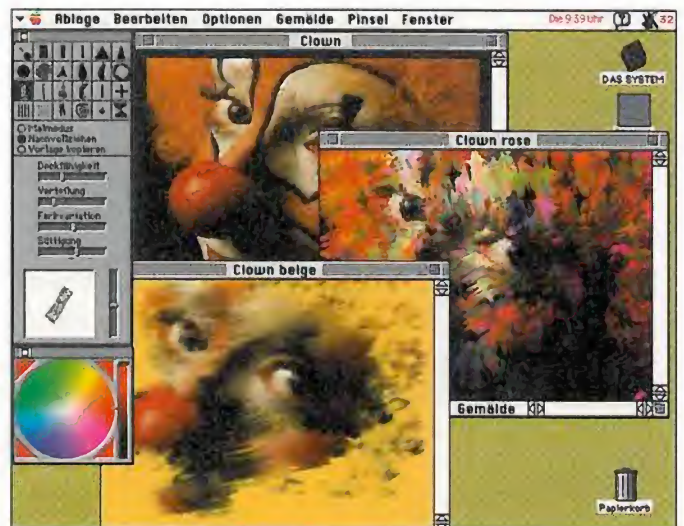 Ablage Bearbeiten Optionen Gemälde Pinsel Fenster Die 9:39 Uhr 32
Clown
DAS SYSTEM
Malmodus
Nachvollziehen
Vorlage kopieren
Deckfähigkeit
Verteilung
Farbvariation
Sättigung
Clown rose
Clown beige
Gemälde
Papierkorb